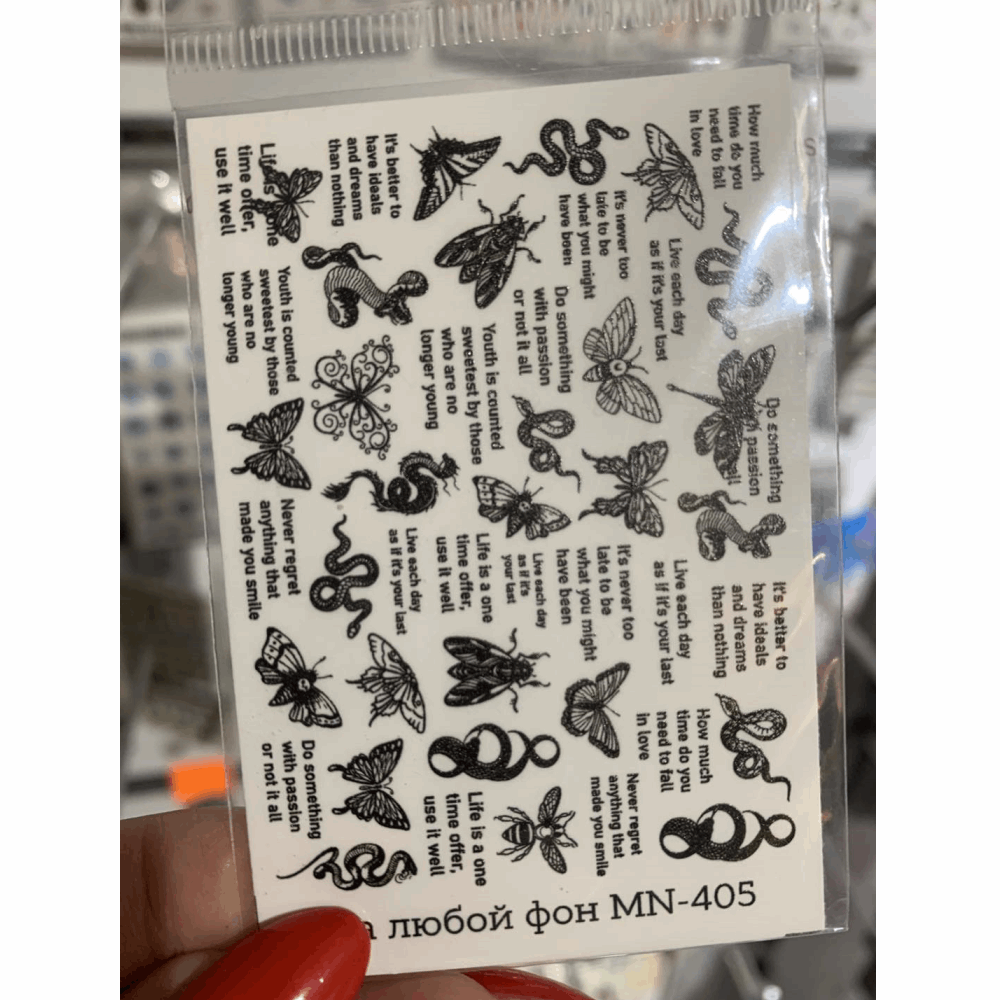 How much
time do you
need to fall
in love
It's better to
have ideals
and dreams
than nothing
Life is a one
time offer,
use it well
It's never too
late to be
what you might
have been
Live each day
as if it's your last
Do something
with passion
or not it all
Youth is counted
sweetest by those
who are no
longer young
Youth is counted
sweetest by those
who are no
longer young
Do something
passion
Never regret
anything that
made you smile
Live each day
as if it's your last
Life is a one
time offer,
use it well
Live each day
as if it's
your last
It's never too
late to be
what you might
have been
Live each day
as if it's your last
It's better to
have ideals
and dreams
than nothing
How much
time do you
need to fall
in love
Do something
with passion
or not it all
Life is a one
time offer,
use it well
Never regret
anything that
made you smile
любой фон MN-405